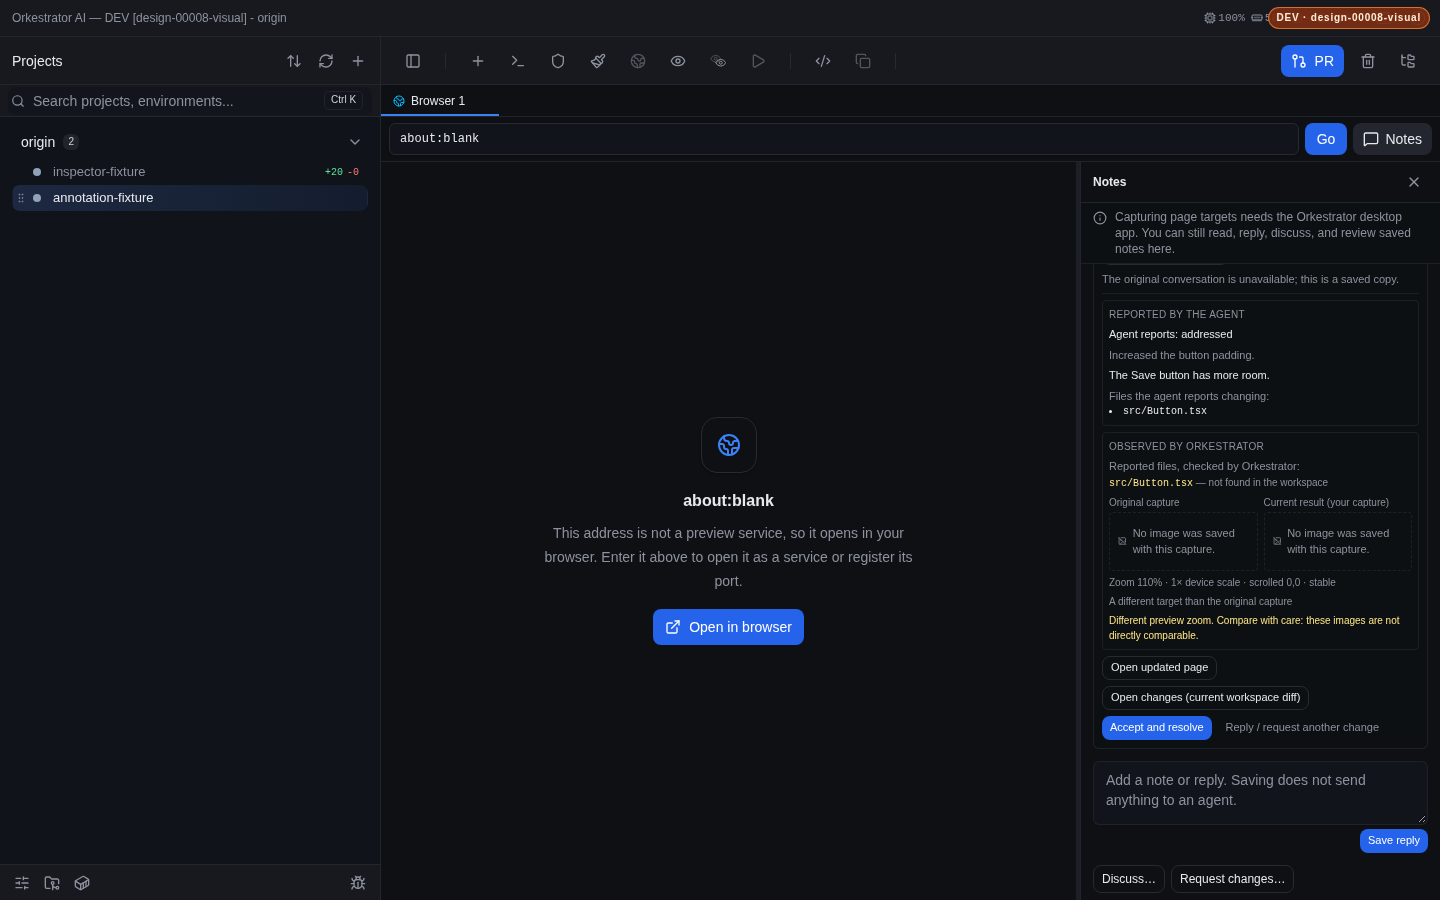 Orkestrator AI — DEV [design-00008-visual] - origin
100%
DEV · design-00008-visual
Projects
PR
Search projects, environments...
Ctrl K
Browser 1
about:blank
Go
Notes
origin 2
inspector-fixture +20 -0
annotation-fixture
about:blank
This address is not a preview service, so it opens in your
browser. Enter it above to open it as a service or register its
port.
Open in browser
Notes
Capturing page targets needs the Orkestrator desktop
app. You can still read, reply, discuss, and review saved
notes here.
The original conversation is unavailable; this is a saved copy.
REPORTED BY THE AGENT
Agent reports: addressed
Increased the button padding.
The Save button has more room.
Files the agent reports changing:
• src/Button.tsx
OBSERVED BY ORKESTRATOR
Reported files, checked by Orkestrator:
src/Button.tsx — not found in the workspace
Original capture
No image was saved
with this capture.
Current result (your capture)
No image was saved
with this capture.
Zoom 110% · 1× device scale · scrolled 0,0 · stable
A different target than the original capture
Different preview zoom. Compare with care: these images are not
directly comparable.
Open updated page
Open changes (current workspace diff)
Accept and resolve
Reply / request another change
Add a note or reply. Saving does not send
anything to an agent.
Save reply
Discuss…
Request changes…